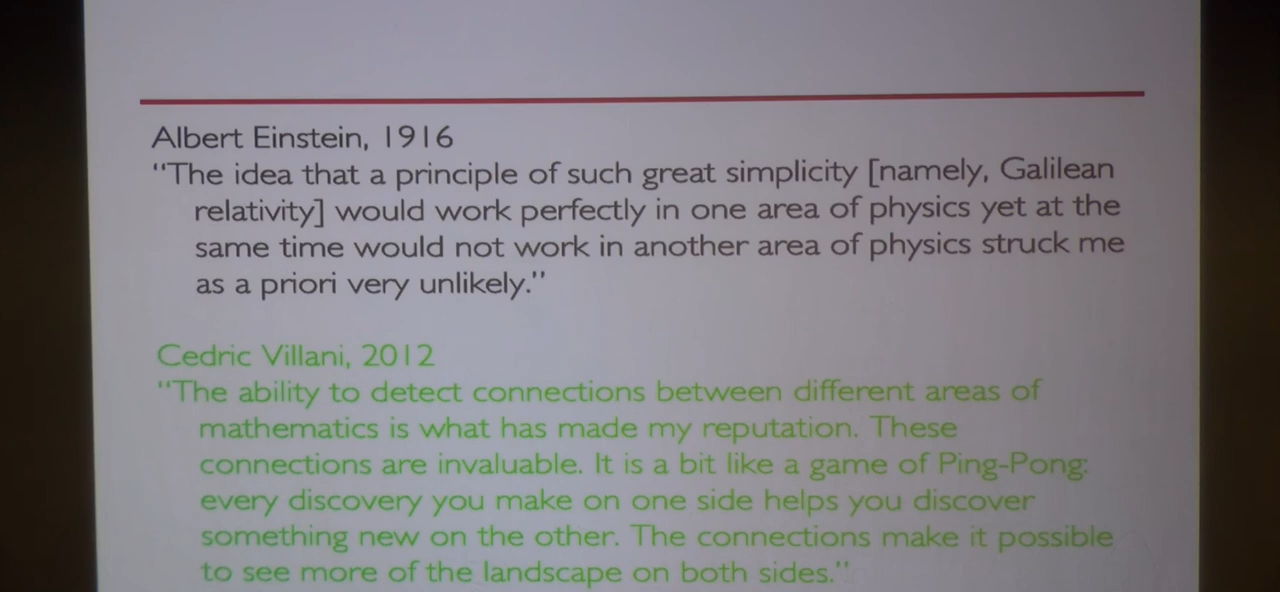 Albert Einstein, 1916
“The idea that a principle of such great simplicity [namely, Galilean
relativity] would work perfectly in one area of physics yet at the
same time would not work in another area of physics struck me
as a priori very unlikely.”
Cedric Villani, 2012
“The ability to detect connections between different areas of
mathematics is what has made my reputation. These
connections are invaluable. It is a bit like a game of Ping-Pong:
every discovery you make on one side helps you discover
something new on the other. The connections make it possible
to see more of the landscape on both sides.”